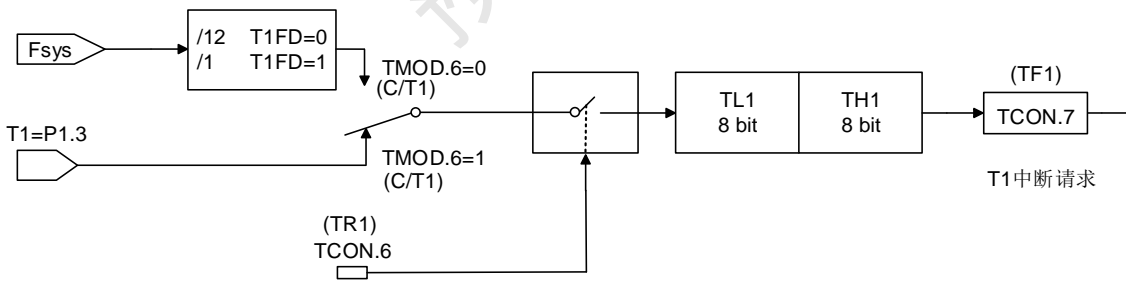 Fsys
/12 T1FD=0
/1 T1FD=1
TMOD.6=0
(C/T1)
T1=P1.3
TMOD.6=1
(C/T1)
(TR1)
TCON.6
TL1
8 bit
TH1
8 bit
(TF1)
TCON.7
T1中断请求